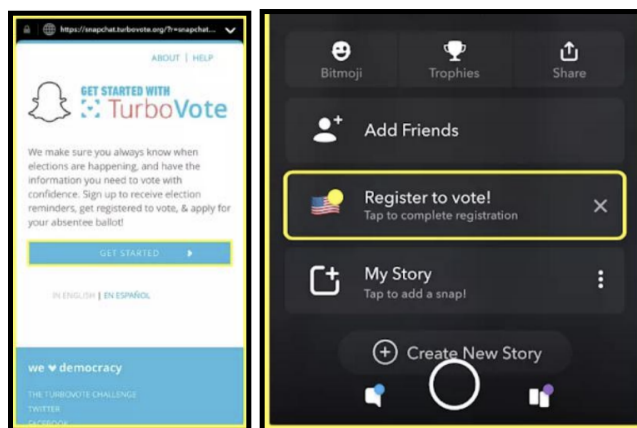 https://snapchat.turbovote.org/?r=snapchat...
ABOUT | HELP
GET STARTED WITH
TurboVote
We make sure you always know when
elections are happening, and have the
information you need to vote with
confidence. Sign up to receive election
reminders, get registered to vote, & apply for
your absentee ballot!
GET STARTED
IN ENGLISH | EN ESPAÑOL
we ♥ democracy
THE TURBOVOTE CHALLENGE
TWITTER
FACEBOOK
Bitmoji
Trophies
Share
Add Friends
Register to vote!
Tap to complete registration
My Story
Tap to add a snap!
Create New Story